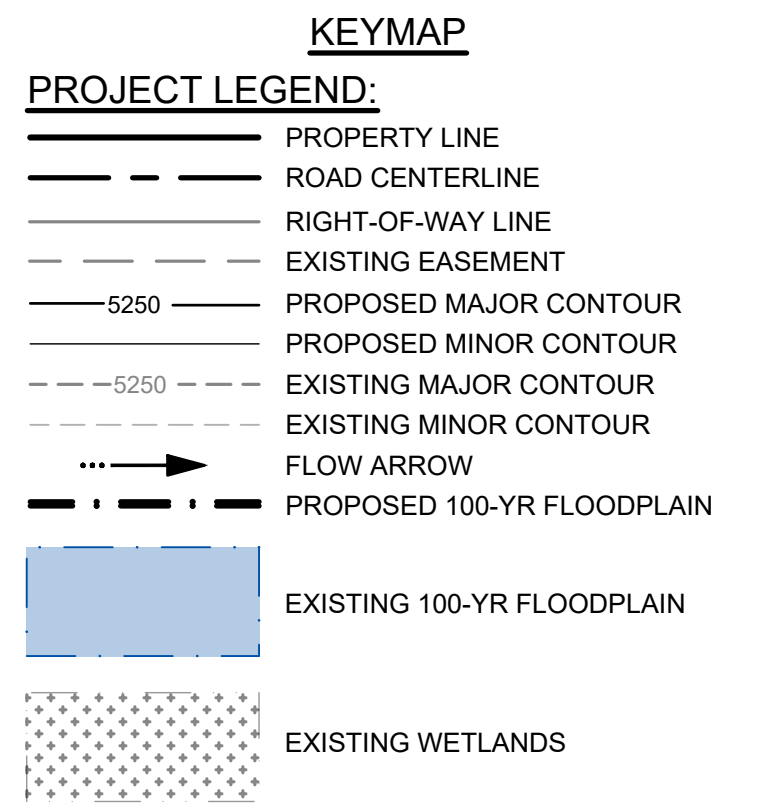 KEYMAP
PROJECT LEGEND:
PROPERTY LINE
ROAD CENTERLINE
RIGHT-OF-WAY LINE
EXISTING EASEMENT
5250 PROPOSED MAJOR CONTOUR
PROPOSED MINOR CONTOUR
5250 EXISTING MAJOR CONTOUR
EXISTING MINOR CONTOUR
FLOW ARROW
PROPOSED 100-YR FLOODPLAIN
EXISTING 100-YR FLOODPLAIN
EXISTING WETLANDS